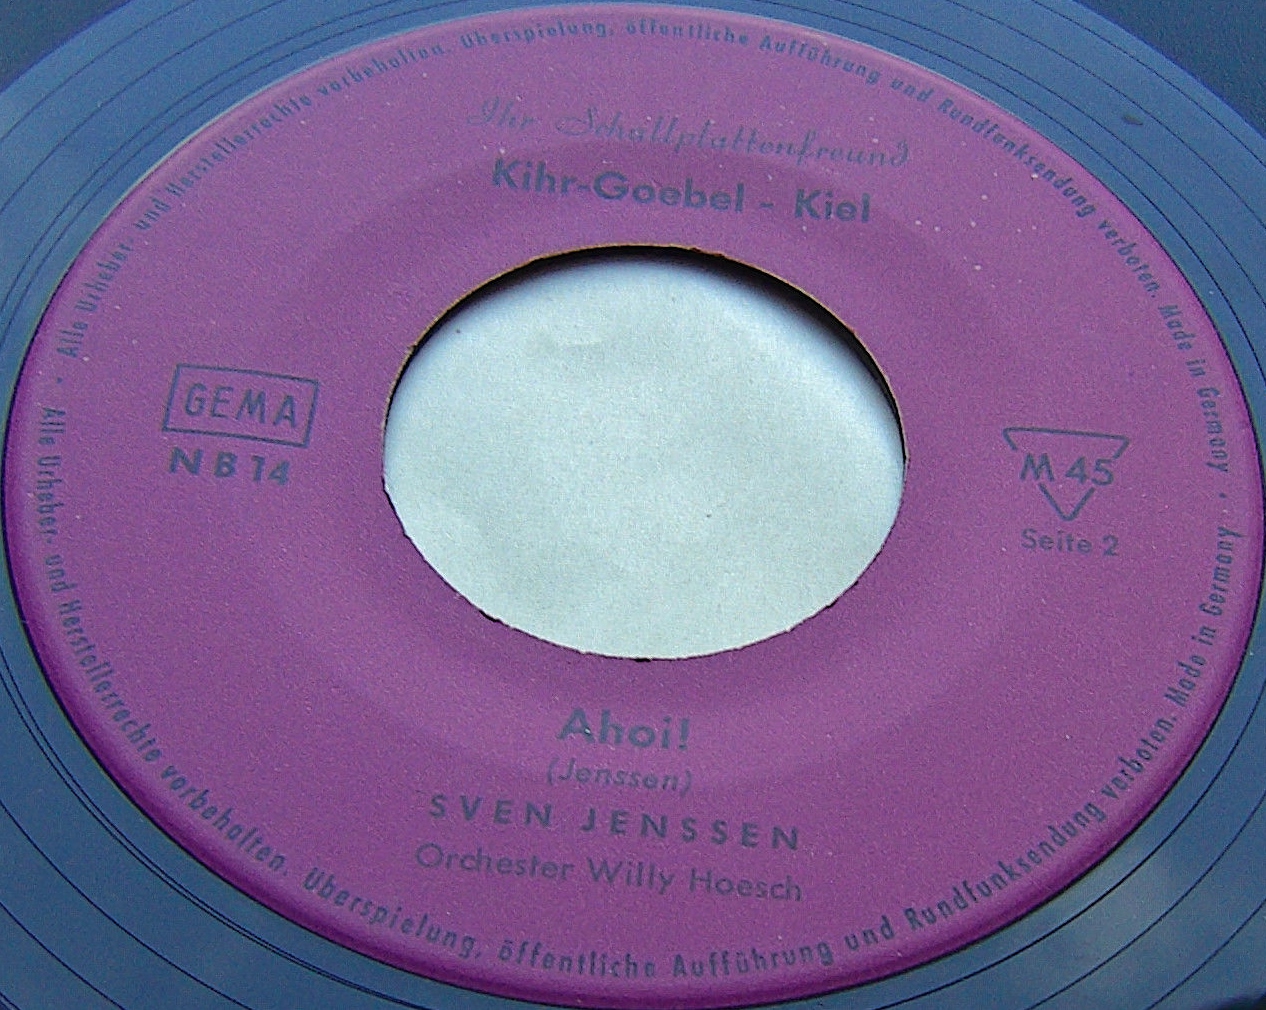 Alle Urheber- und Herstellerrechte vorbehalten. Überspielung, öffentliche Aufführung und Rundfunksendung verboten. Made in Germany
Ihr Schallplattenfreund
Kihr-Goebel - Kiel
GEMA
NB14
M 45
Seite 2
Ahoi!
(Jenssen)
SVEN JENSSEN
Orchester Willy Hoesch
Alle Urheber- und Herstellerrechte vorbehalten. Überspielung, öffentliche Aufführung und Rundfunksendung verboten. Made in Germany